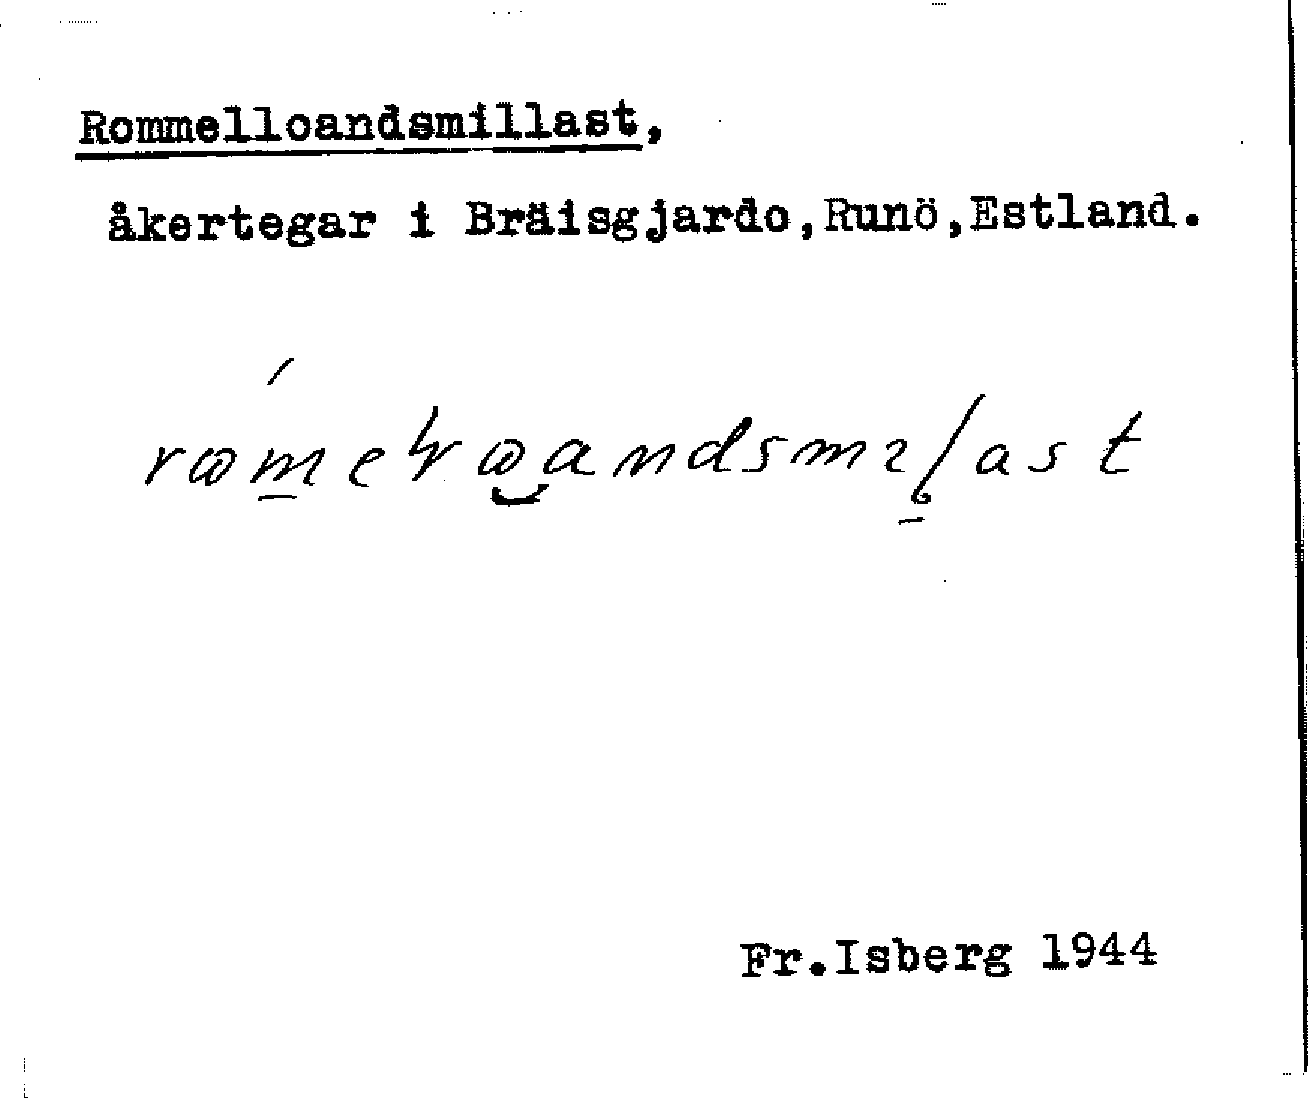 Rommelloandsmillast,
åkertegar i Bräisgjardo,Runö,Estland.
Fr.Isberg 1944